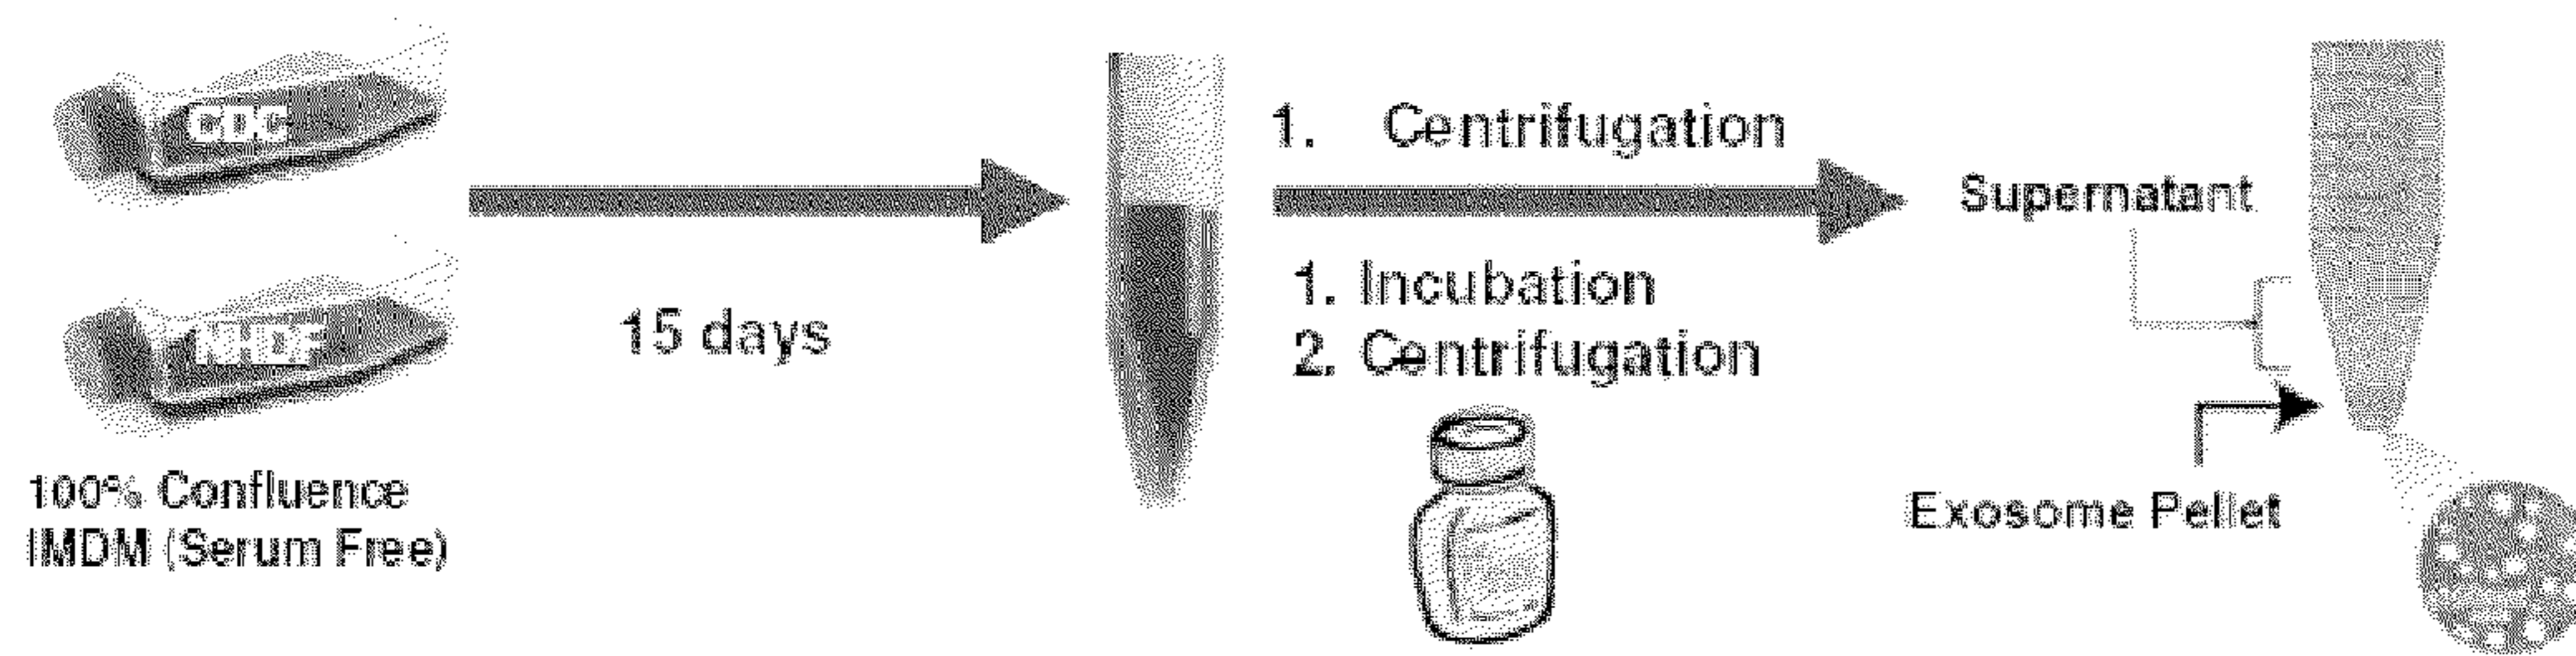 CDC
NHDF
100% Confluence
IMDM (Serum Free)
15 days
1. Centrifugation
1. Incubation
2. Centrifugation
Supernatant
Exosome Pellet